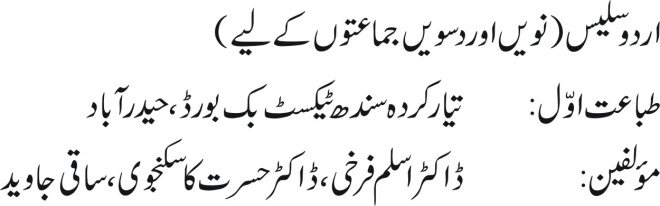 اردو سلیس (نویں اور دسویں جماعتوں کے لیے)
طباعت اوّل: تیار کردہ سندھ ٹیکسٹ بک بورڈ، حیدرآباد
مؤلفین: ڈاکٹر اسلم فرخی، ڈاکٹر حسرت کاسگنجوی، ساقی جاوید